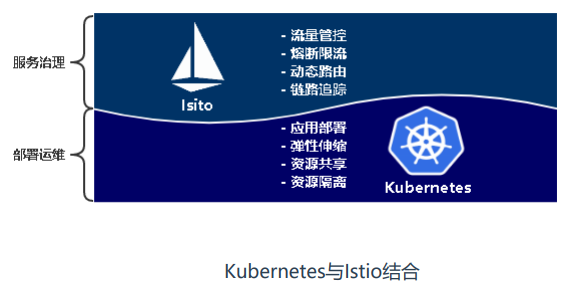 服务治理
Isito
- 流量管控
- 熔断限流
- 动态路由
- 链路追踪
部署运维
- 应用部署
- 弹性伸缩
- 资源共享
- 资源隔离
Kubernetes
Kubernetes与Istio结合